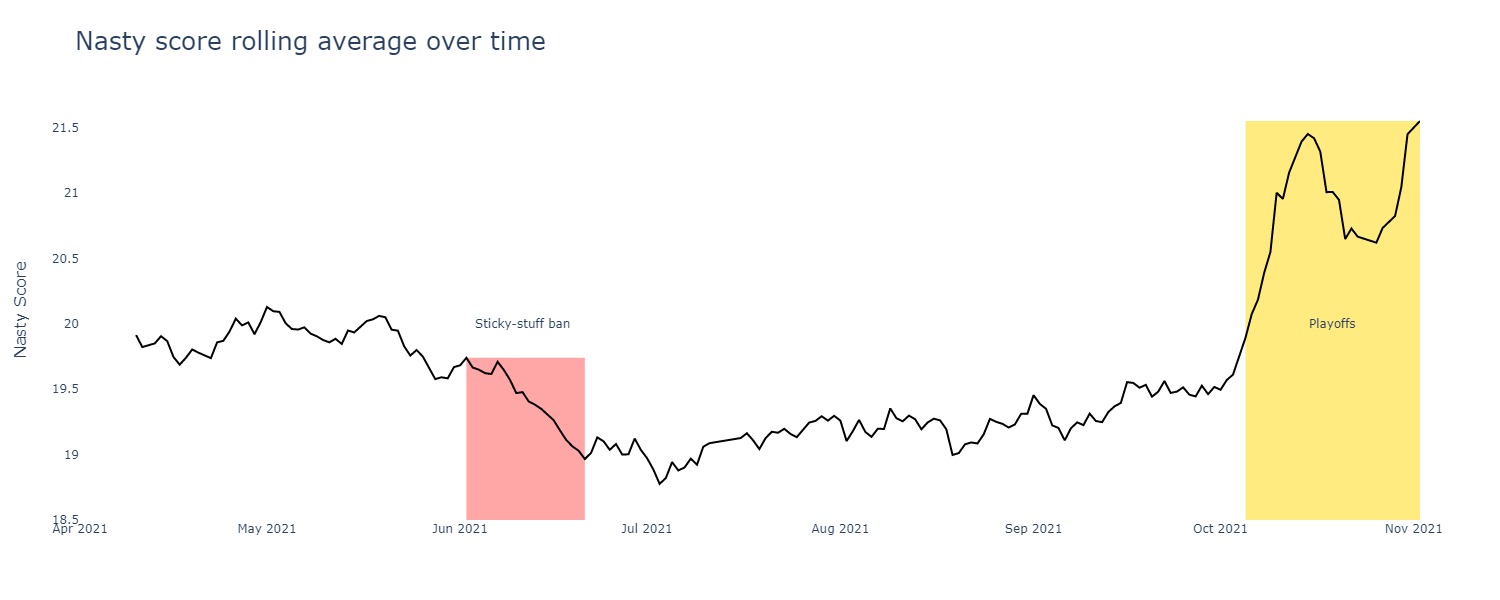 Nasty score rolling average over time
Nasty Score
21.5
21
20.5
20
19.5
19
18.5
Sticky-stuff ban
Playoffs
Apr 2021
May 2021
Jun 2021
Jul 2021
Aug 2021
Sep 2021
Oct 2021
Nov 2021